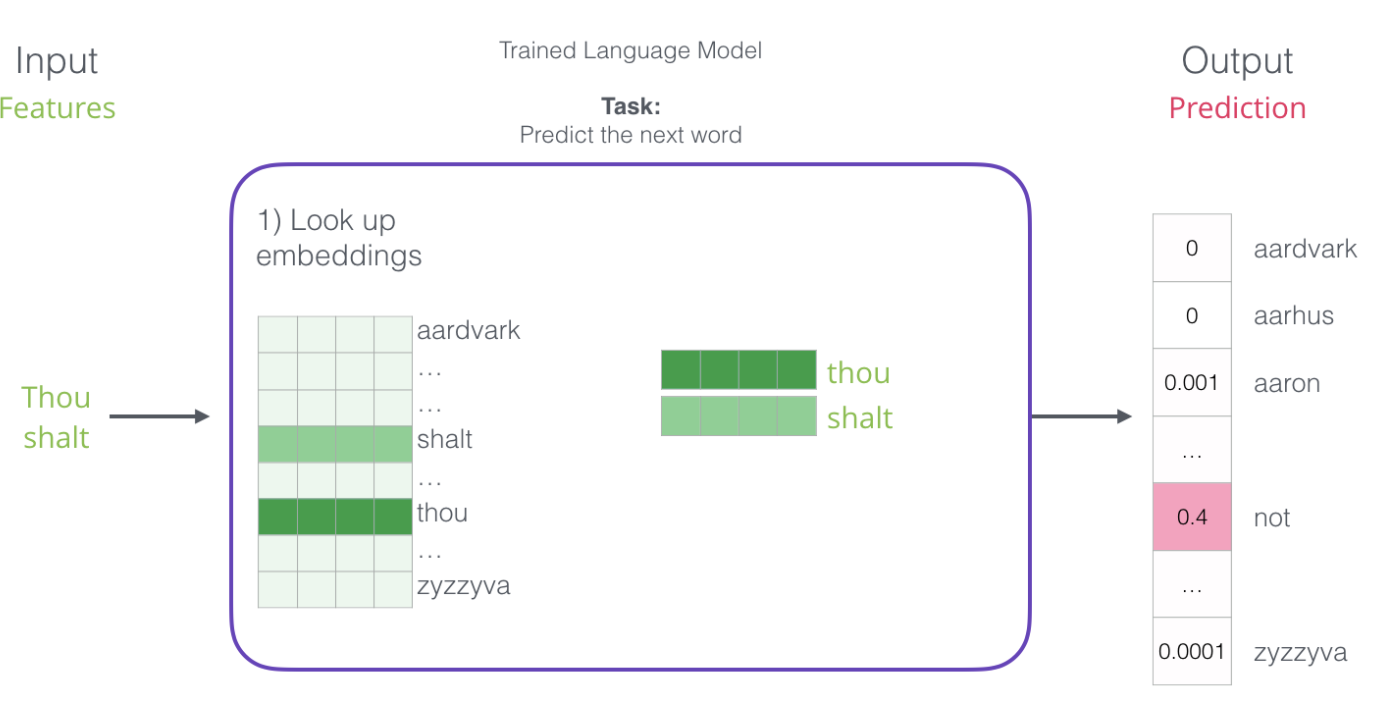 Input
Features
Trained Language Model
Task:
Predict the next word
Output
Prediction
1) Look up
embeddings
aardvark
...
...
shalt
...
thou
...
zyzzyva
Thou
shalt
thou
shalt
0 aardvark
0 aarhus
0.001 aaron
...
0.4 not
...
0.0001 zyzzyva